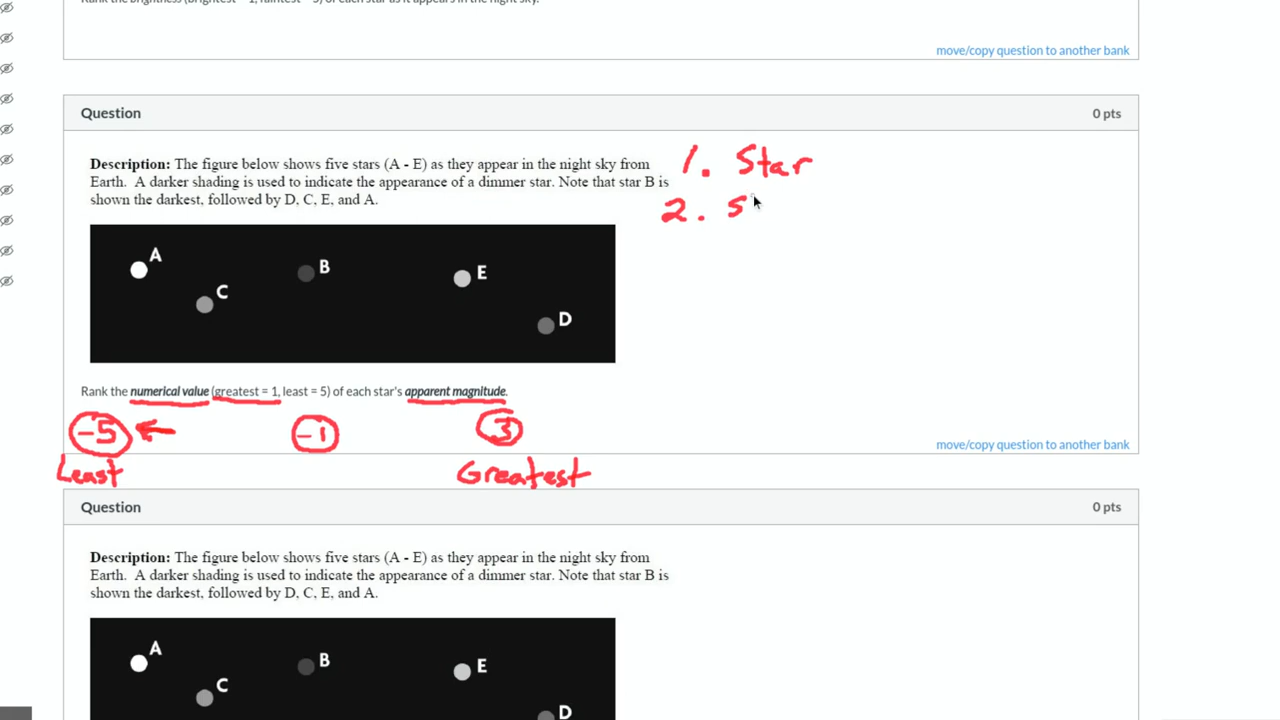 move/copy question to another bank
Question 0 pts
Description: The figure below shows five stars (A - E) as they appear in the night sky from
Earth. A darker shading is used to indicate the appearance of a dimmer star. Note that star B is
shown the darkest, followed by D, C, E, and A.
1. Star
2. S
A
B
E
C
D
Rank the numerical value (greatest = 1, least = 5) of each star's apparent magnitude.
-5 ← -1 3
move/copy question to another bank
Least Greatest
Question 0 pts
Description: The figure below shows five stars (A - E) as they appear in the night sky from
Earth. A darker shading is used to indicate the appearance of a dimmer star. Note that star B is
shown the darkest, followed by D, C, E, and A.
A
B
E
C
D